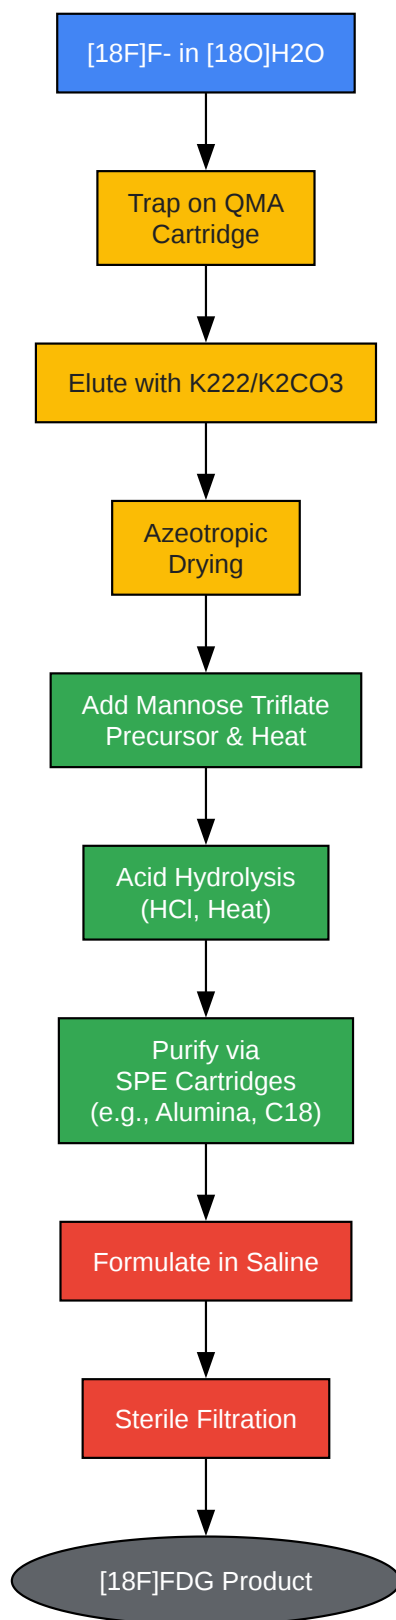 [18F]F- in [18O]H2O
Trap on QMA
Cartridge
Elute with K222/K2CO3
Azeotropic
Drying
Add Mannose Triflate
Precursor & Heat
Acid Hydrolysis
(HCl, Heat)
Purify via
SPE Cartridges
(e.g., Alumina, C18)
Formulate in Saline
Sterile Filtration
[18F]FDG Product